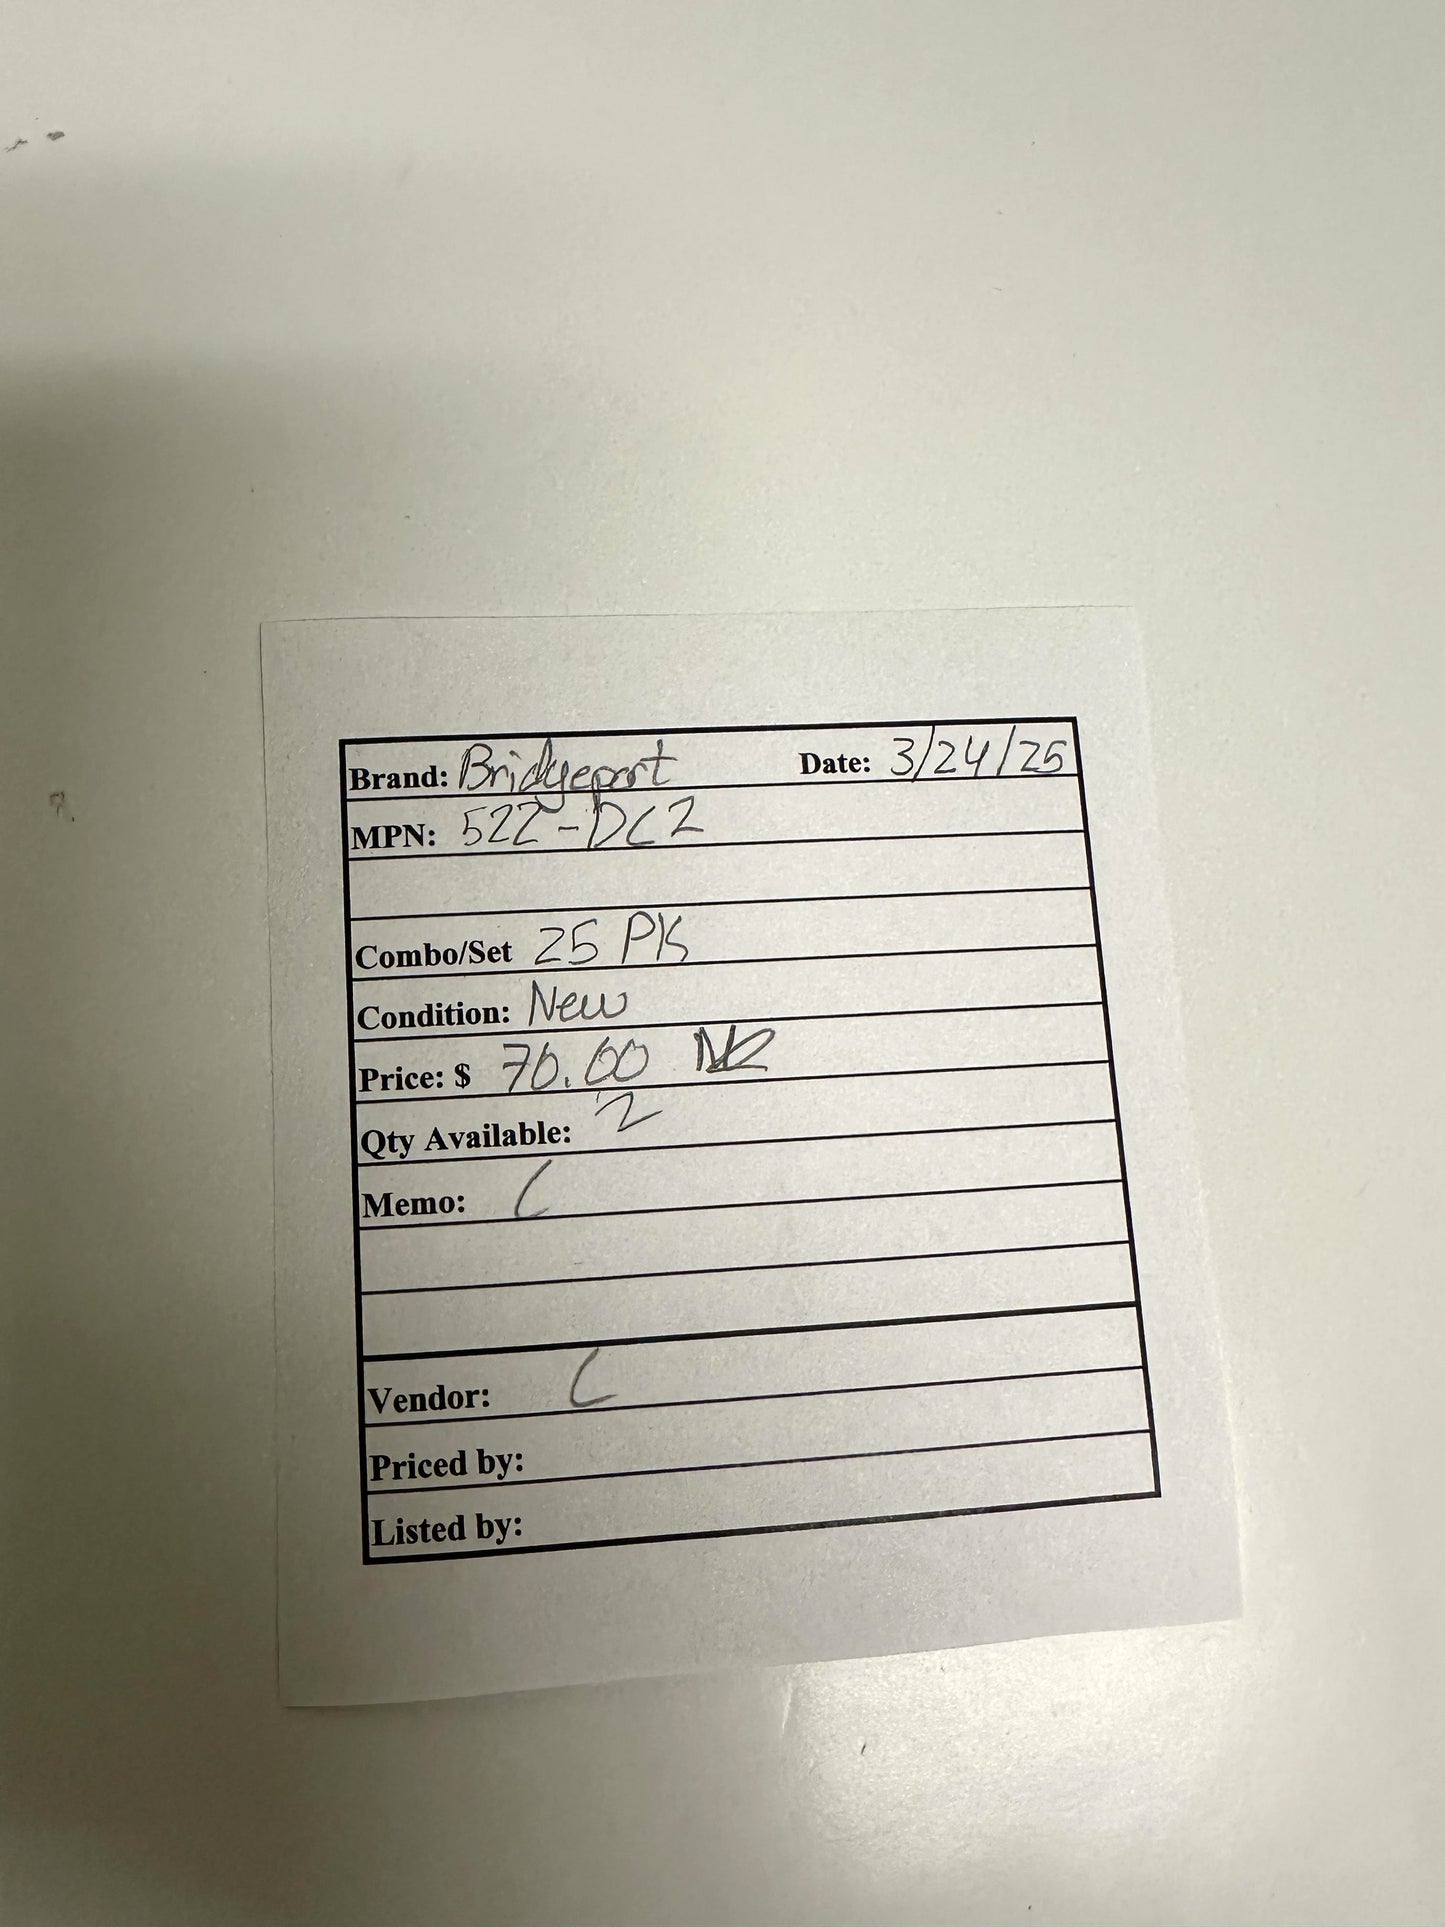 Brand: Bridgeport Date: 3/24/25
MPN: 522-DC2
Combo/Set 25 PK
Condition: New
Price: $ 70.00
Qty Available: 2
Memo: C
Vendor: C
Priced by:
Listed by: